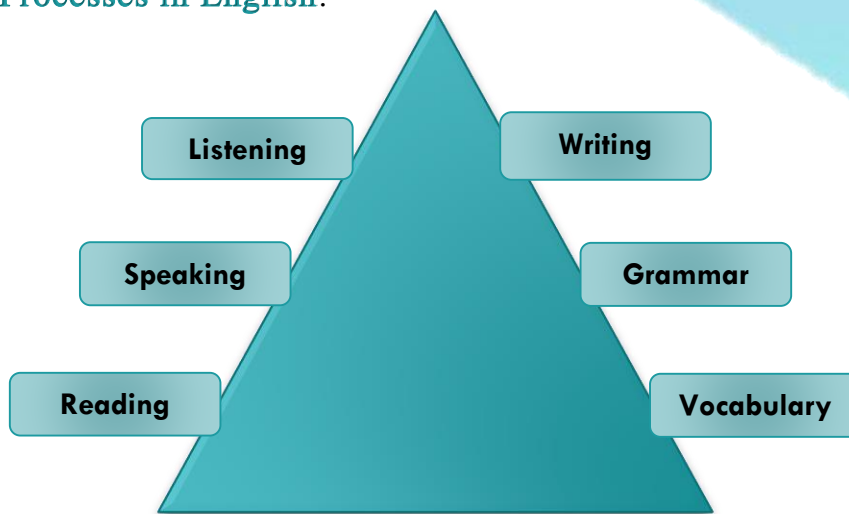 Processes in English.
Listening
Writing
Speaking
Grammar
Reading
Vocabulary